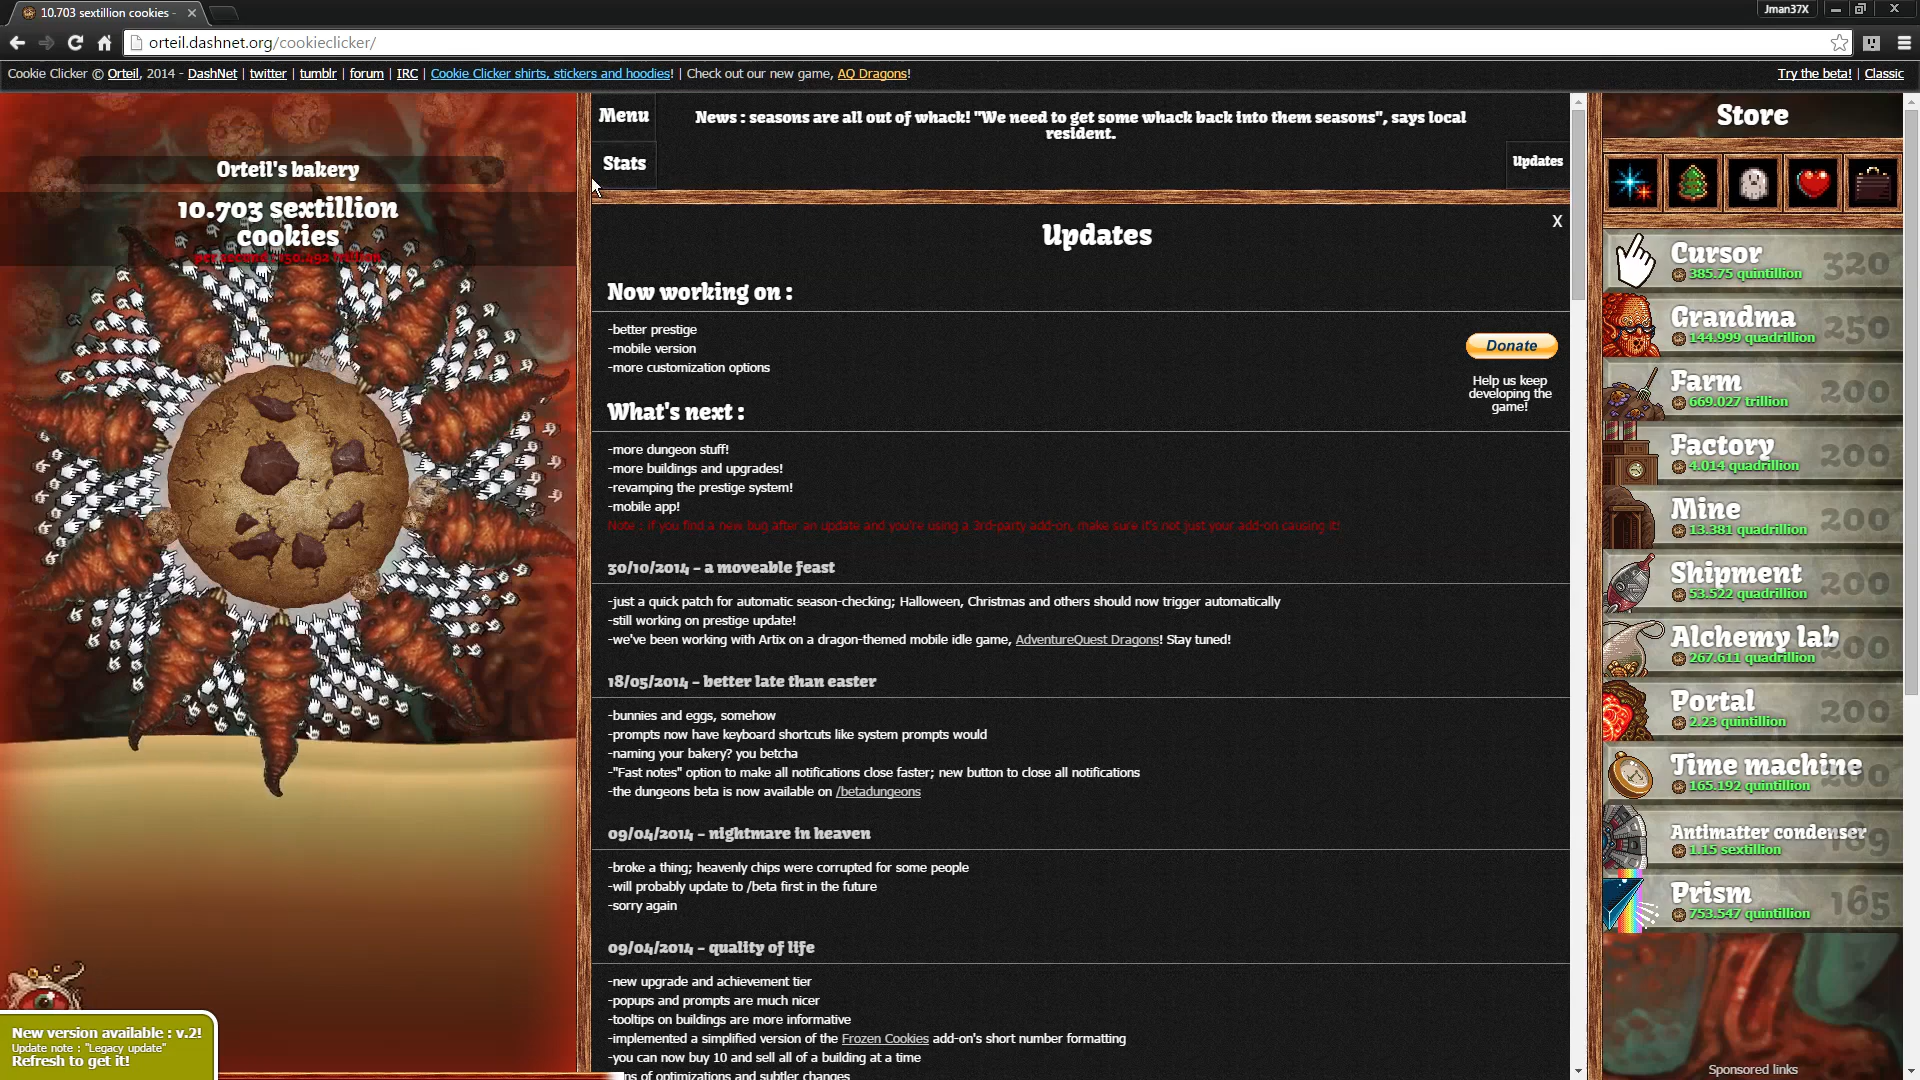 10.703 sextillion cookies -
Jman37X
orteil.dashnet.org/cookieclicker/
Cookie Clicker © Orteil, 2014 - DashNet | twitter | tumblr | forum | IRC | Cookie Clicker shirts, stickers and hoodies! | Check out our new game, AQ Dragons!
Try the beta! | Classic
Orteil's bakery
10.703 sextillion
cookies
per second : 150.492 trillion
Menu
Stats
News : seasons are all out of whack! "We need to get some whack back into them seasons", says local
resident.
Updates
Updates
X
Now working on :
-better prestige
-mobile version
-more customization options
Donate
Help us keep
developing the
game!
What's next :
-more dungeon stuff!
-more buildings and upgrades!
-revamping the prestige system!
-mobile app!
Note : if you find a new bug after an update and you're using a 3rd-party add-on, make sure it's not just your add-on causing it!
30/10/2014 - a moveable feast
-just a quick patch for automatic season-checking; Halloween, Christmas and others should now trigger automatically
-still working on prestige update!
-we've been working with Artix on a dragon-themed mobile idle game, AdventureQuest Dragons! Stay tuned!
18/05/2014 - better late than easter
-bunnies and eggs, somehow
-prompts now have keyboard shortcuts like system prompts would
-naming your bakery? you betcha
-"Fast notes" option to make all notifications close faster; new button to close all notifications
-the dungeons beta is now available on /betadungeons
09/04/2014 - nightmare in heaven
-broke a thing; heavenly chips were corrupted for some people
-will probably update to /beta first in the future
-sorry again
09/04/2014 - quality of life
-new upgrade and achievement tier
-popups and prompts are much nicer
-tooltips on buildings are more informative
-implemented a simplified version of the Frozen Cookies add-on's short number formatting
-you can now buy 10 and sell all of a building at a time
of optimizations and subtler changes
Store
Cursor
385.75 quintillion
320
Grandma
144.999 quadrillion
250
Farm
669.027 trillion
200
Factory
4.014 quadrillion
200
Mine
13.381 quadrillion
200
Shipment
53.522 quadrillion
200
Alchemy lab
267.611 quadrillion
200
Portal
2.23 quintillion
200
Time machine
165.192 quintillion
200
Antimatter condenser
1.15 sextillion
189
Prism
753.547 quintillion
165
Sponsored links
New version available : v.2!
Update note : "Legacy update"
Refresh to get it!